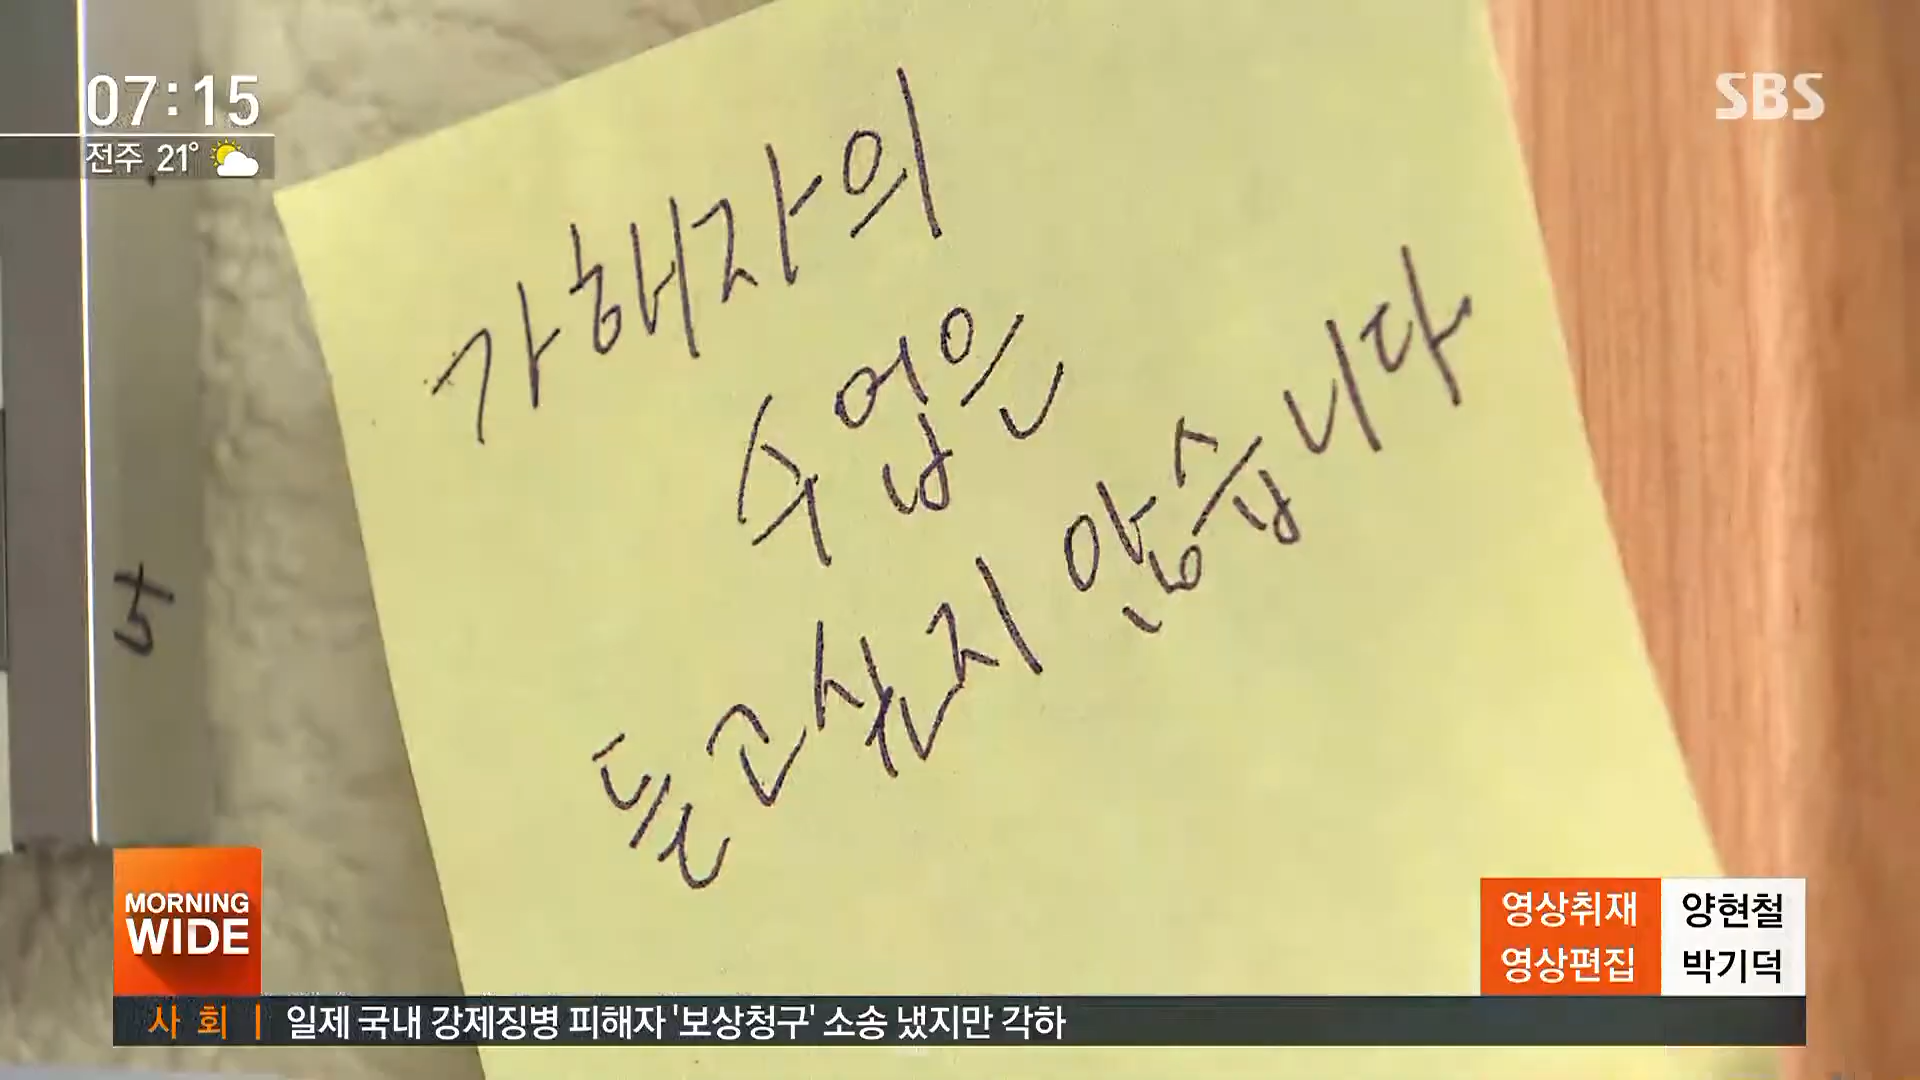 07:15
전주 21°
SBS
가해자의
수업은
듣고싶지 않습니다
5
MORNING
WIDE
영상취재 양현철
영상편집 박기덕
사 회 | 일제 국내 강제징병 피해자 '보상청구' 소송 냈지만 각하